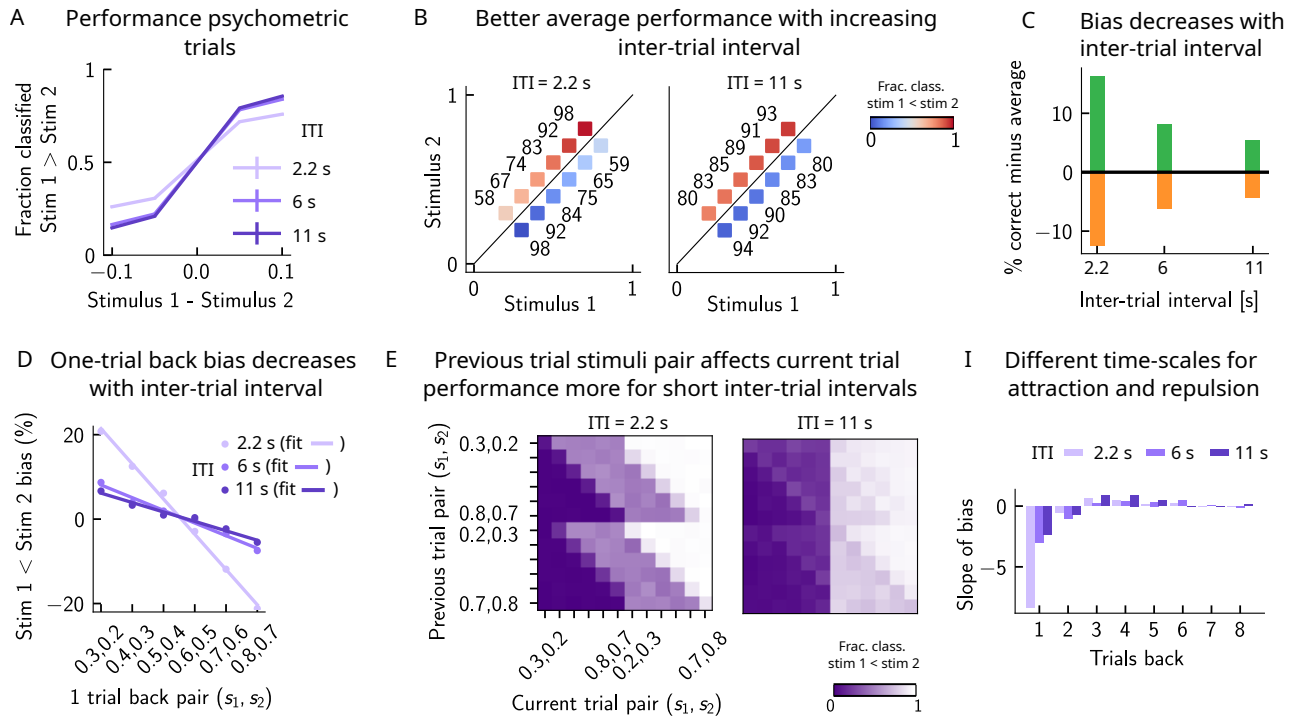 A
Performance psychometric
trials
Fraction classified
Stim 1 > Stim 2
1
0.5
0
−0.1
0.0
0.1
Stimulus 1 - Stimulus 2
ITI
2.2 s
6 s
11 s
B
Better average performance with increasing
inter-trial interval
ITI = 2.2 s
ITI = 11 s
Stimulus 2
1
0
98
92
83
74
67
58
59
65
75
84
92
98
0
1
Stimulus 1
93
91
89
85
83
80
80
83
85
90
92
94
0
1
Stimulus 1
Frac. class.
stim 1 < stim 2
0
1
C
Bias decreases with
inter-trial interval
% correct minus average
10
0
−10
2.2
6
11
Inter-trial interval [s]
D
One-trial back bias decreases
with inter-trial interval
Stim 1 < Stim 2 bias (%)
20
0
−20
ITI
2.2 s (fit )
6 s (fit )
11 s (fit )
0.3,0.2
0.4,0.3
0.5,0.4
0.6,0.5
0.7,0.6
0.8,0.7
1 trial back pair (s₁, s₂)
E
Previous trial stimuli pair affects current trial
performance more for short inter-trial intervals
ITI = 2.2 s
ITI = 11 s
Previous trial pair (s₁, s₂)
0.3,0.2
0.8,0.7
0.2,0.3
0.7,0.8
0.3,0.2
0.8,0.7
0.2,0.3
0.7,0.8
Current trial pair (s₁, s₂)
Frac. class.
stim 1 < stim 2
0
1
I
Different time-scales for
attraction and repulsion
ITI
2.2 s
6 s
11 s
Slope of bias
0
−5
1
2
3
4
5
6
7
8
Trials back